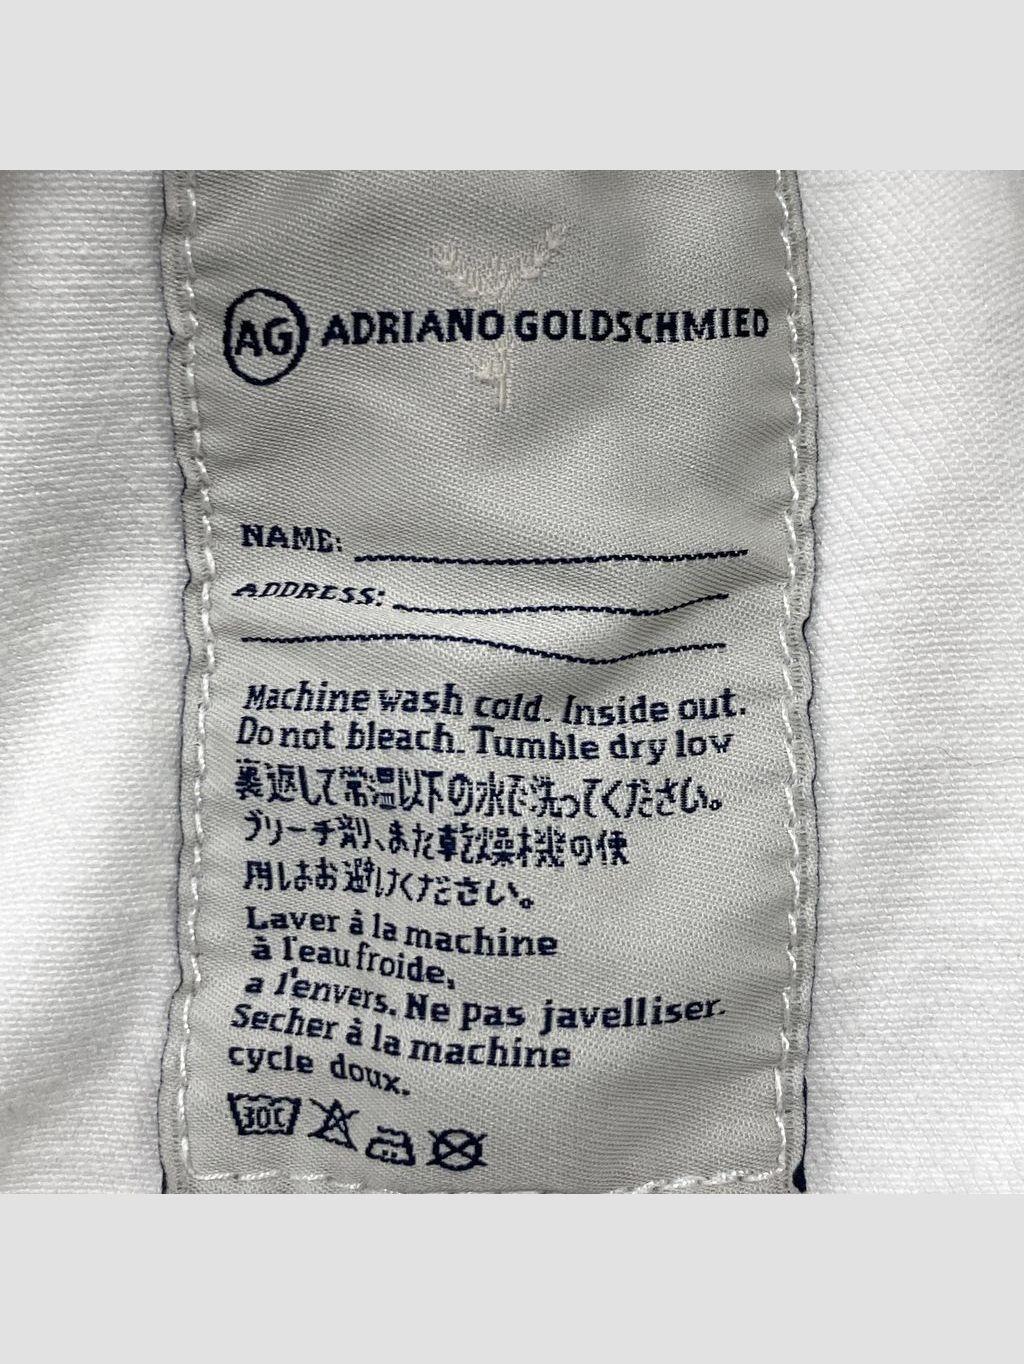 AG ADRIANO GOLDSCHMIED
NAME:
ADDRESS:
Machine wash cold. Inside out.
Do not bleach. Tumble dry low
裏返して常温以下の水で洗ってください。
ブリーチ剤、また乾燥機の使
用はお避けください。
Laver à la machine
à l'eau froide,
a l'envers. Ne pas javelliser.
Secher à la machine
cycle doux.
30C